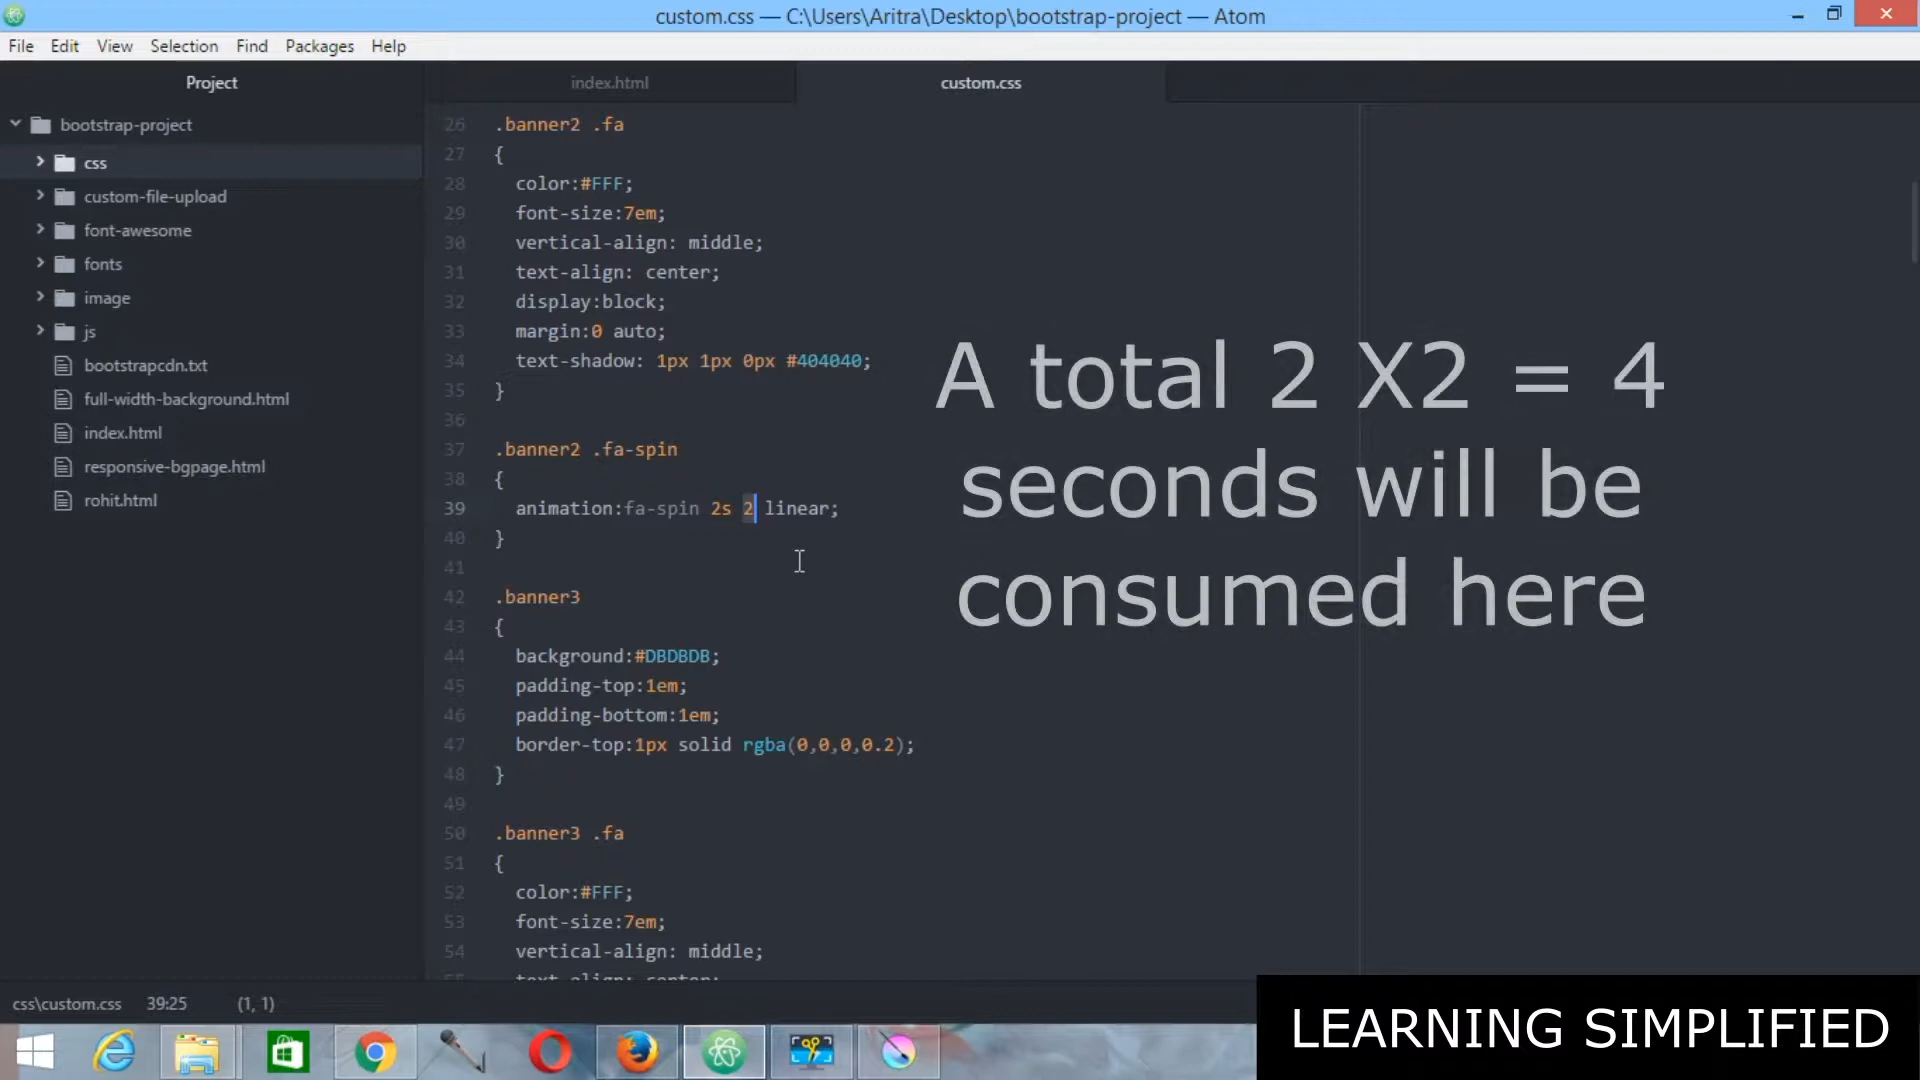 custom.css — C:\Users\Aritra\Desktop\bootstrap-project — Atom
File Edit View Selection Find Packages Help
Project
index.html
custom.css
bootstrap-project
css
custom-file-upload
font-awesome
fonts
image
js
bootstrapcdn.txt
full-width-background.html
index.html
responsive-bgpage.html
rohit.html
26 .banner2 .fa
27 {
28 color:#FFF;
29 font-size:7em;
30 vertical-align: middle;
31 text-align: center;
32 display:block;
33 margin:0 auto;
34 text-shadow: 1px 1px 0px #404040;
35 }
36
37 .banner2 .fa-spin
38 {
39 animation:fa-spin 2s 2 linear;
40 }
41
42 .banner3
43 {
44 background:#DBDBDB;
45 padding-top:1em;
46 padding-bottom:1em;
47 border-top:1px solid rgba(0,0,0,0.2);
48 }
49
50 .banner3 .fa
51 {
52 color:#FFF;
53 font-size:7em;
54 vertical-align: middle;
55 text-align: center;
A total 2 X2 = 4
seconds will be
consumed here
css\custom.css 39:25 (1, 1)
LEARNING SIMPLIFIED